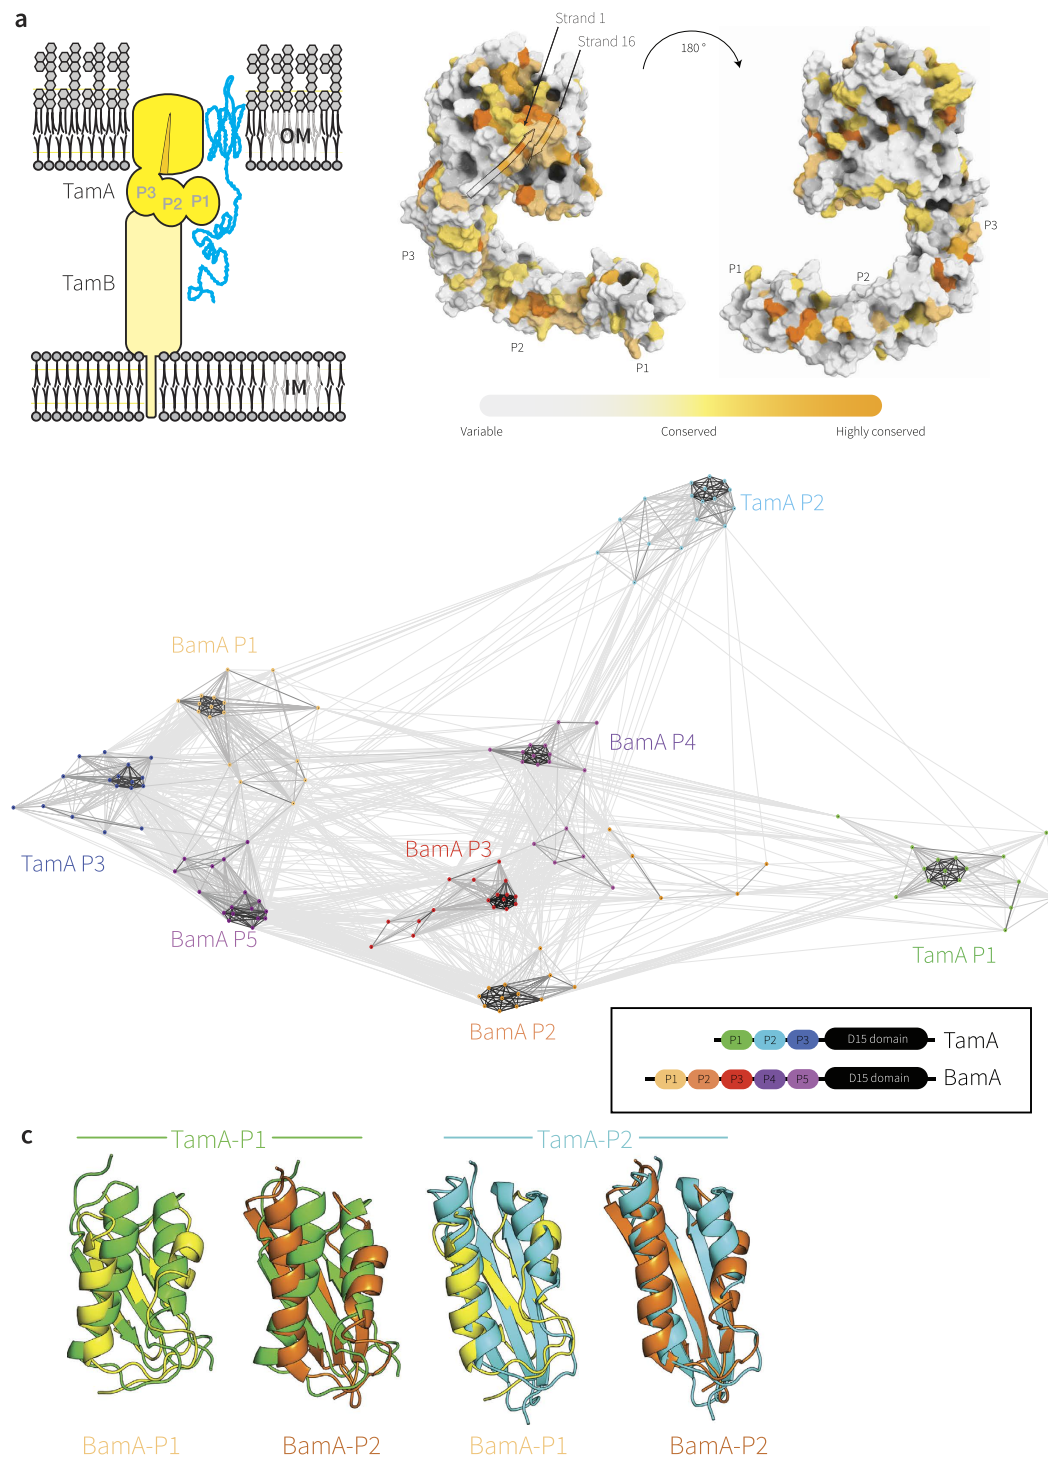 a
Strand 1
Strand 16
180 °
OM
TamA
P3
P2
P1
TamB
IM
P3
P2
P1
P1
P2
P3
Variable
Conserved
Highly conserved
TamA P2
BamA P1
BamA P4
TamA P3
BamA P3
BamA P5
TamA P1
BamA P2
P1 P2 P3 D15 domain TamA
P1 P2 P3 P4 P5 D15 domain BamA
c
TamA-P1
TamA-P2
BamA-P1
BamA-P2
BamA-P1
BamA-P2